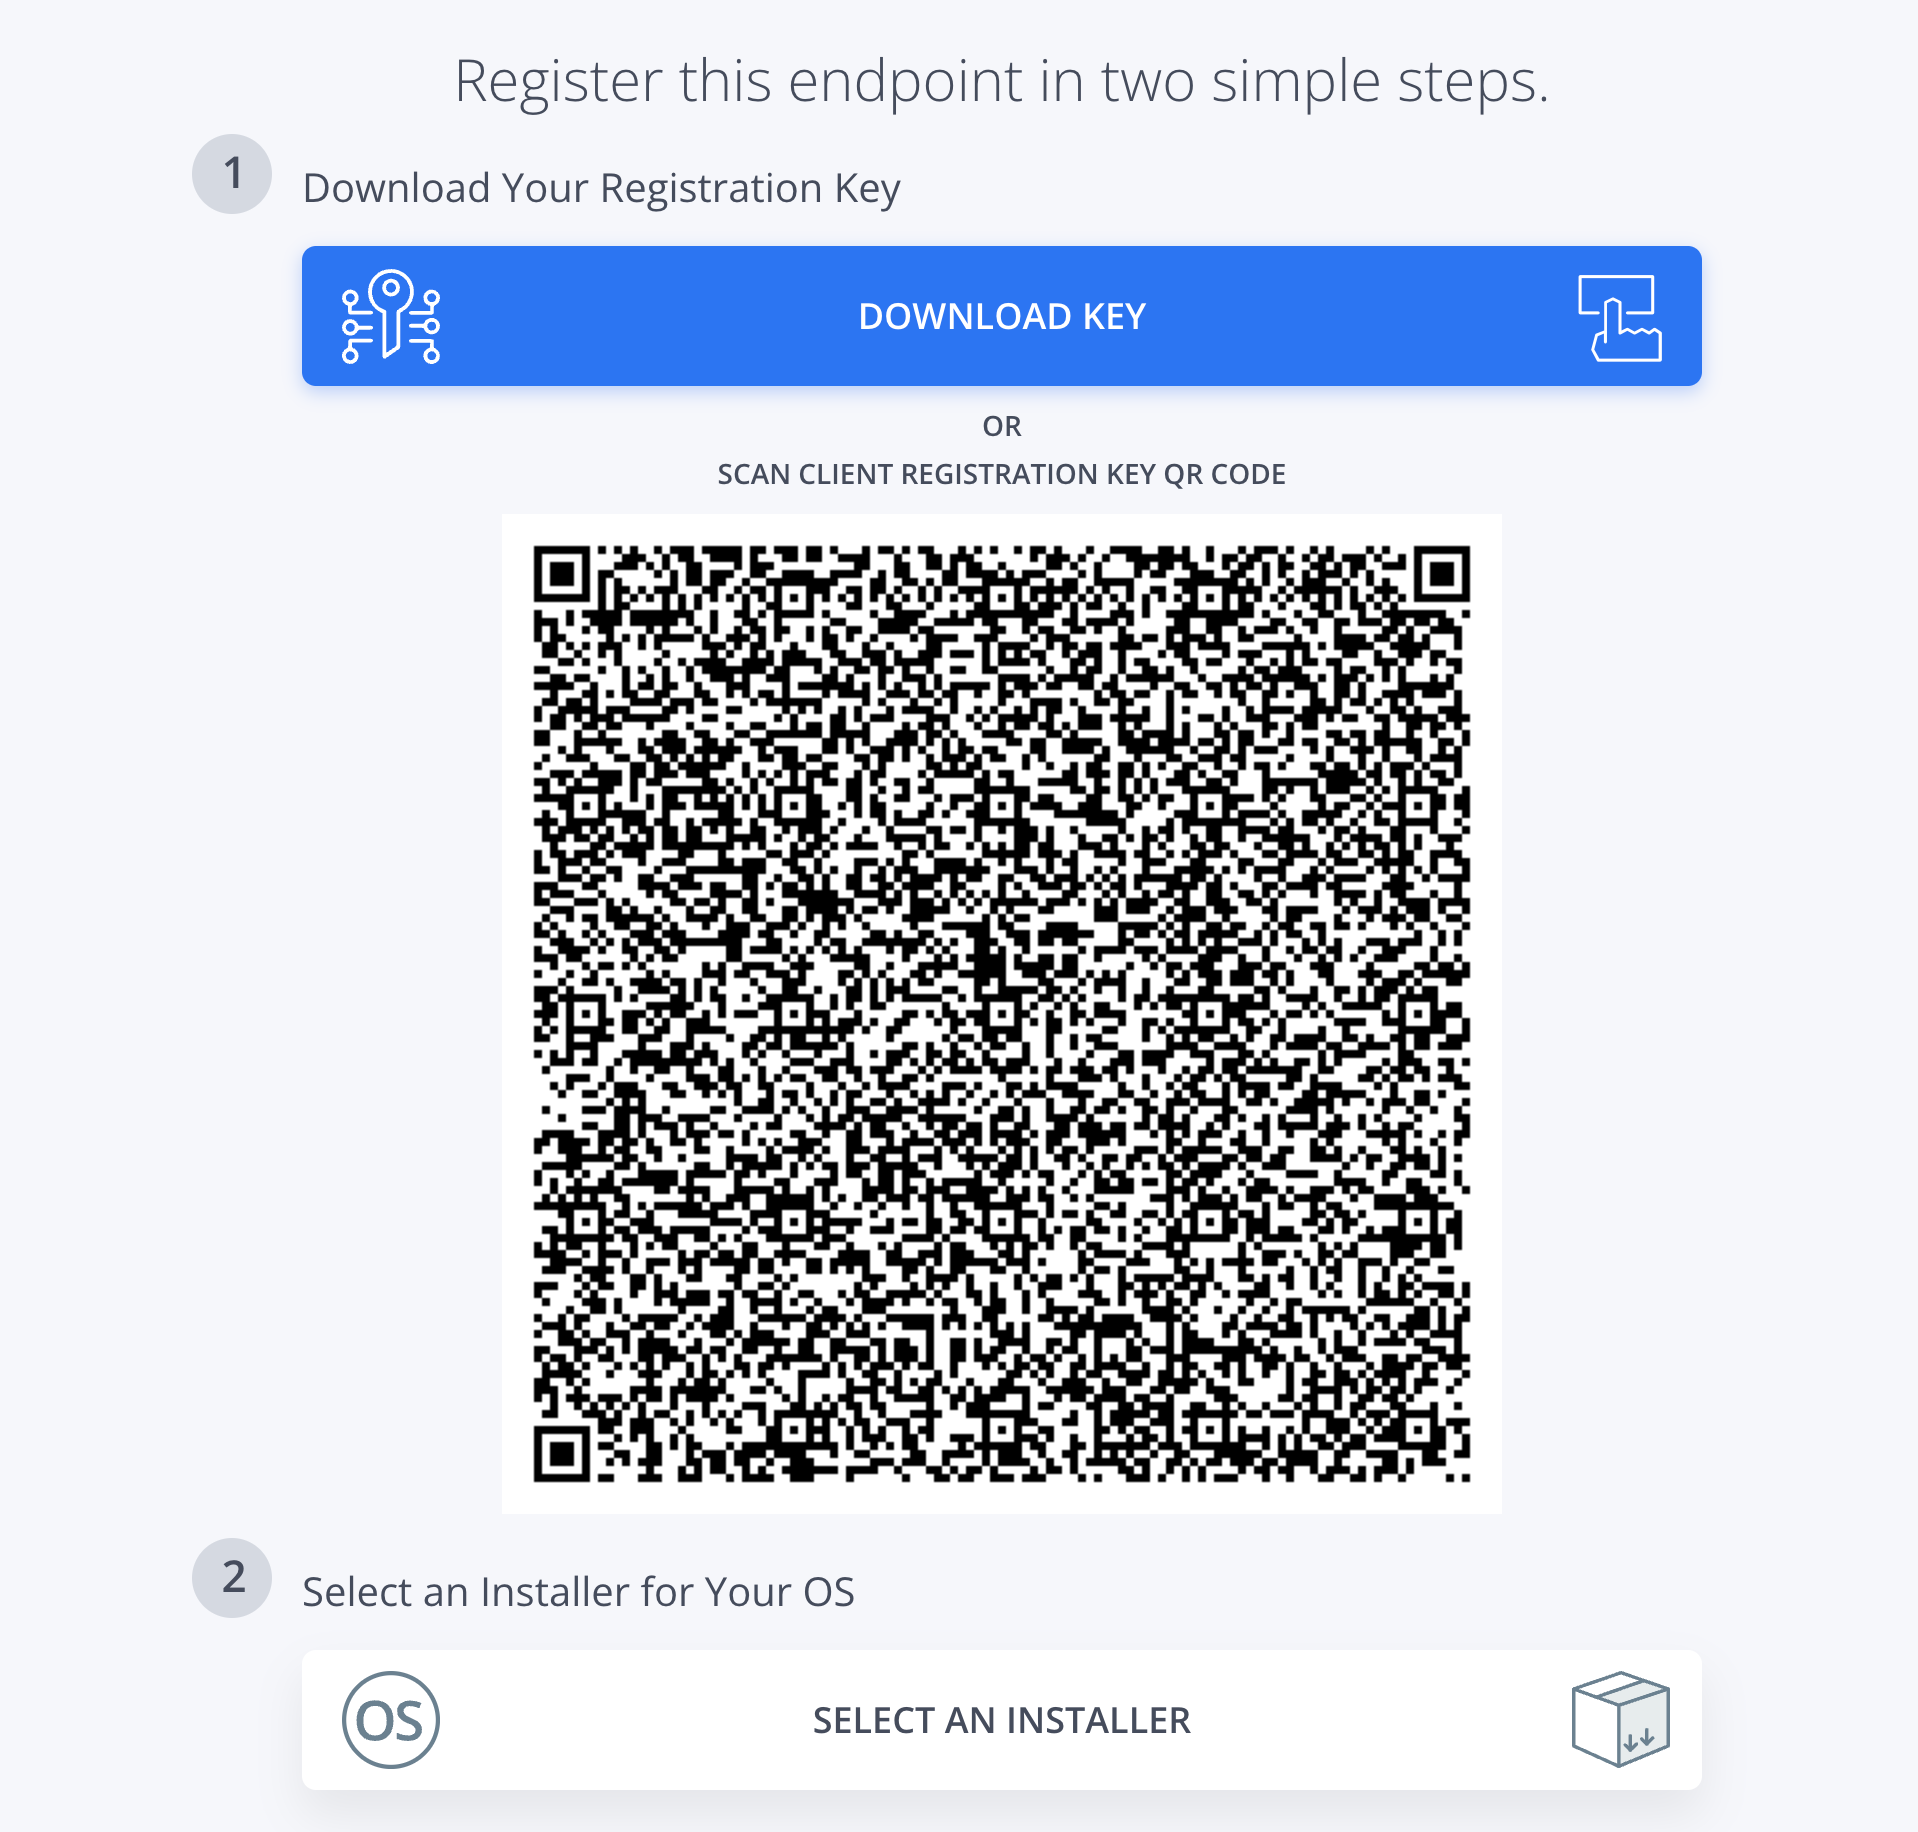 Register this endpoint in two simple steps.
1
Download Your Registration Key
DOWNLOAD KEY
OR
SCAN CLIENT REGISTRATION KEY QR CODE
2
Select an Installer for Your OS
OS
SELECT AN INSTALLER